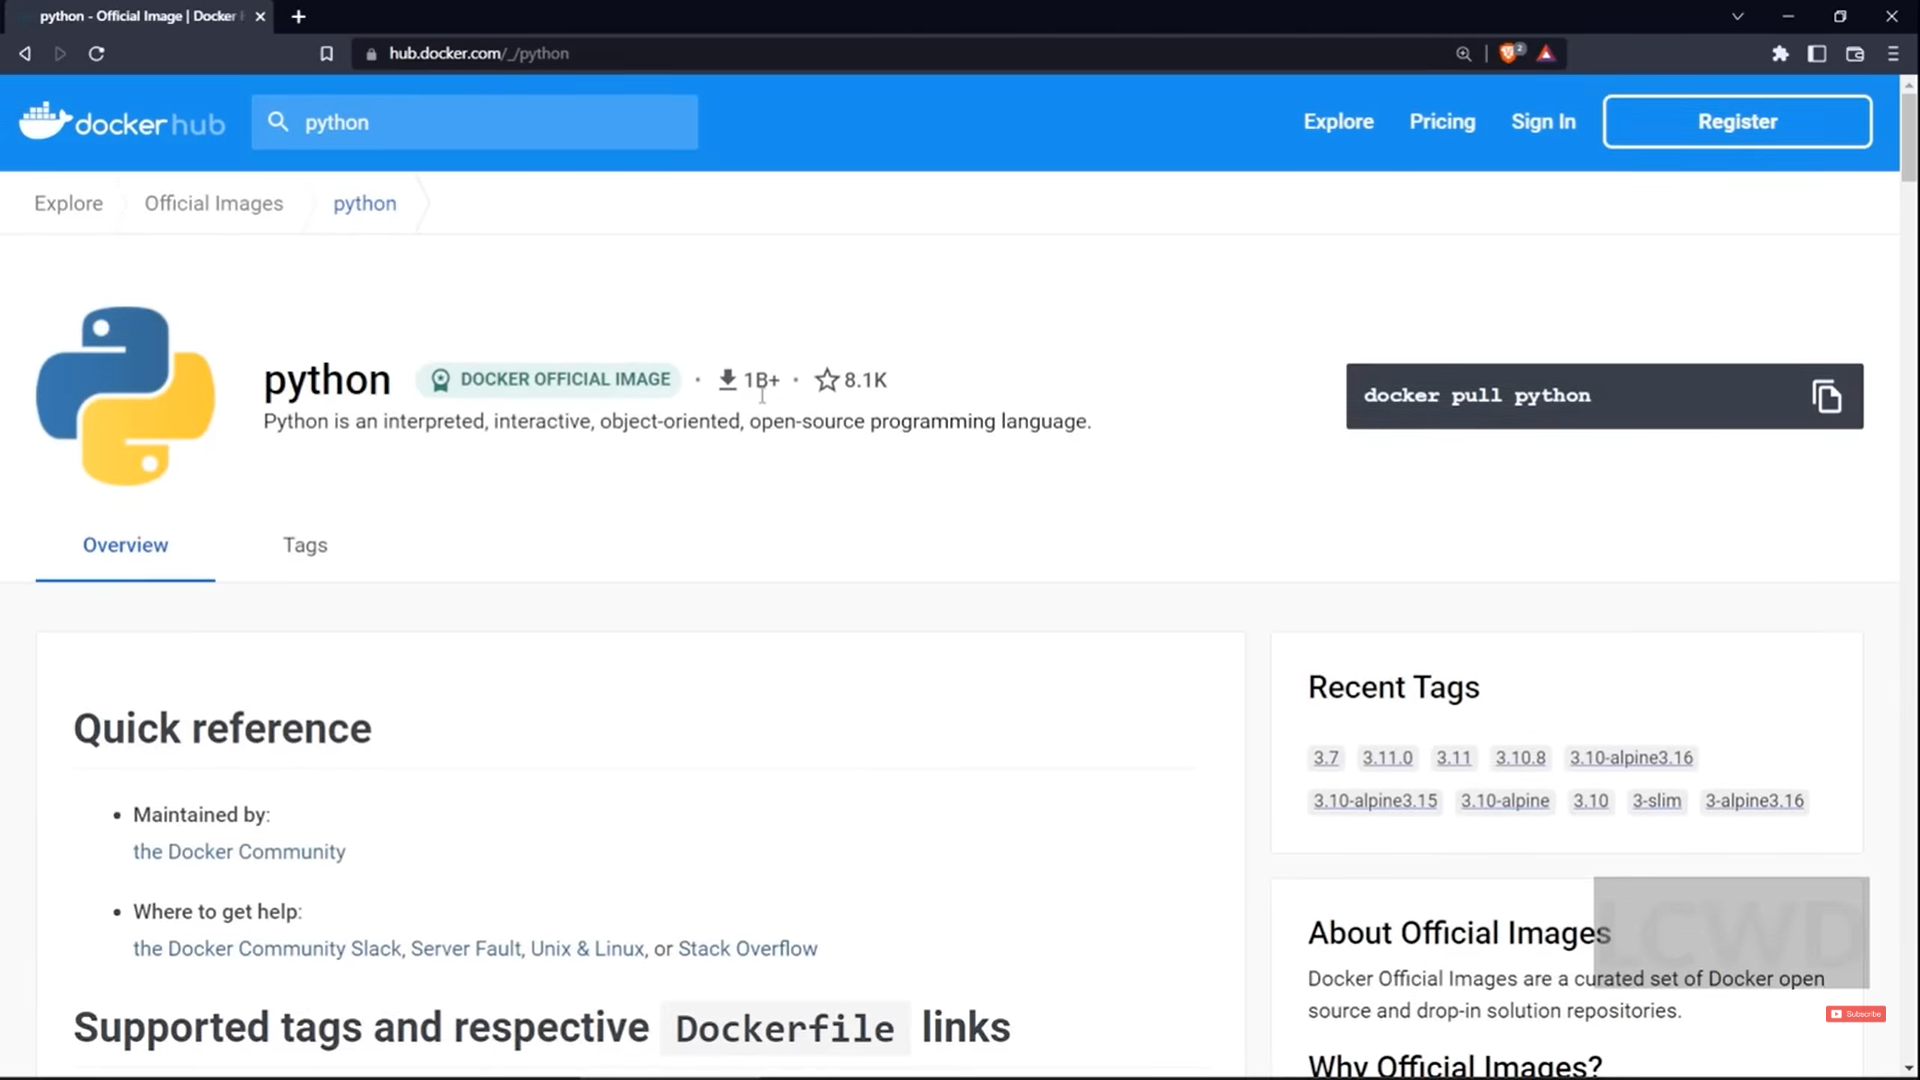 python - Official Image | Docker
hub.docker.com/_/python
2
docker hub
python
Explore
Pricing
Sign In
Register
Explore
Official Images
python
python
DOCKER OFFICIAL IMAGE
· 1B+ · 8.1K
Python is an interpreted, interactive, object-oriented, open-source programming language.
docker pull python
Overview
Tags
Quick reference
• Maintained by:
the Docker Community
• Where to get help:
the Docker Community Slack, Server Fault, Unix & Linux, or Stack Overflow
Supported tags and respective Dockerfile links
Recent Tags
3.7 3.11.0 3.11 3.10.8 3.10-alpine3.16
3.10-alpine3.15 3.10-alpine 3.10 3-slim 3-alpine3.16
About Official Images
LCWD
Docker Official Images are a curated set of Docker open
source and drop-in solution repositories.
Subscribe
Why Official Images?